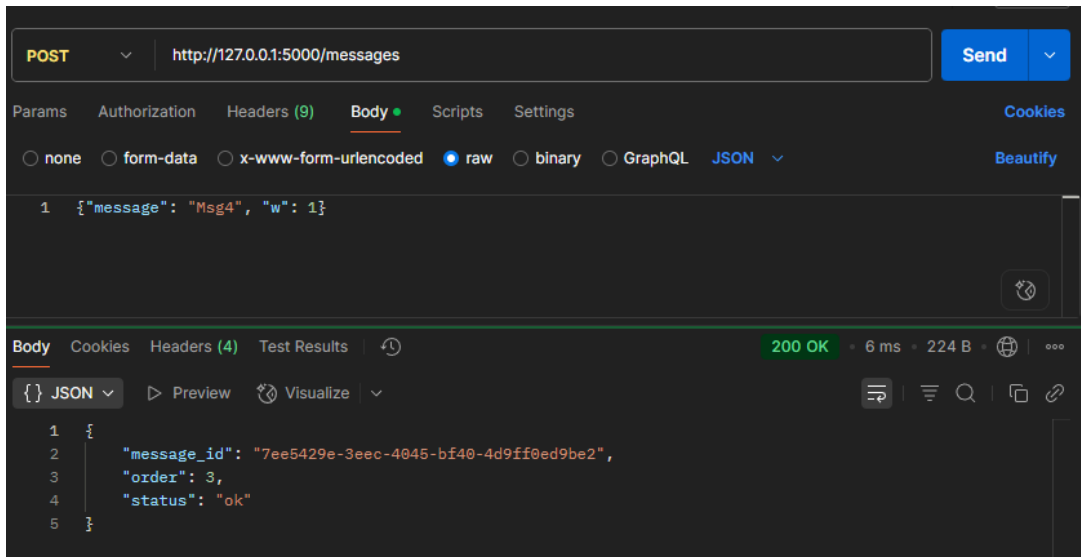 POST http://127.0.0.1:5000/messages Send
Params Authorization Headers (9) Body Scripts Settings Cookies
none form-data x-www-form-urlencoded raw binary GraphQL JSON Beautify
1 {"message": "Msg4", "w": 1}
Body Cookies Headers (4) Test Results 200 OK 6 ms 224 B
{} JSON Preview Visualize
1 {
2 "message_id": "7ee5429e-3eec-4045-bf40-4d9ff0ed9be2",
3 "order": 3,
4 "status": "ok"
5 }